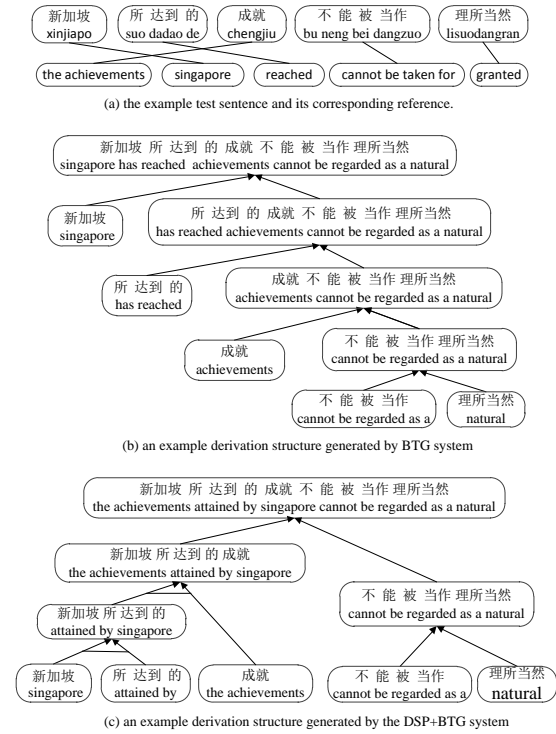 新加坡 所 达到 的 成就 不 能 被 当作 理所当然
xinjiapo suo dadao de chengjiu bu neng bei dangzuo lisuodangran
the achievements singapore reached cannot be taken for granted
(a) the example test sentence and its corresponding reference.
新加坡 所 达到 的 成就 不 能 被 当作 理所当然
singapore has reached achievements cannot be regarded as a natural
新加坡
singapore
所 达到 的 成就 不 能 被 当作 理所当然
has reached achievements cannot be regarded as a natural
所 达到 的
has reached
成就 不 能 被 当作 理所当然
achievements cannot be regarded as a natural
成就
achievements
不 能 被 当作 理所当然
cannot be regarded as a natural
不 能 被 当作
cannot be regarded as a
理所当然
natural
(b) an example derivation structure generated by BTG system
新加坡 所 达到 的 成就 不 能 被 当作 理所当然
the achievements attained by singapore cannot be regarded as a natural
新加坡 所 达到 的 成就
the achievements attained by singapore
不 能 被 当作 理所当然
cannot be regarded as a natural
新加坡 所 达到 的
attained by singapore
新加坡
singapore
所 达到 的
attained by
成就
the achievements
不 能 被 当作
cannot be regarded as a
理所当然
natural
(c) an example derivation structure generated by the DSP+BTG system